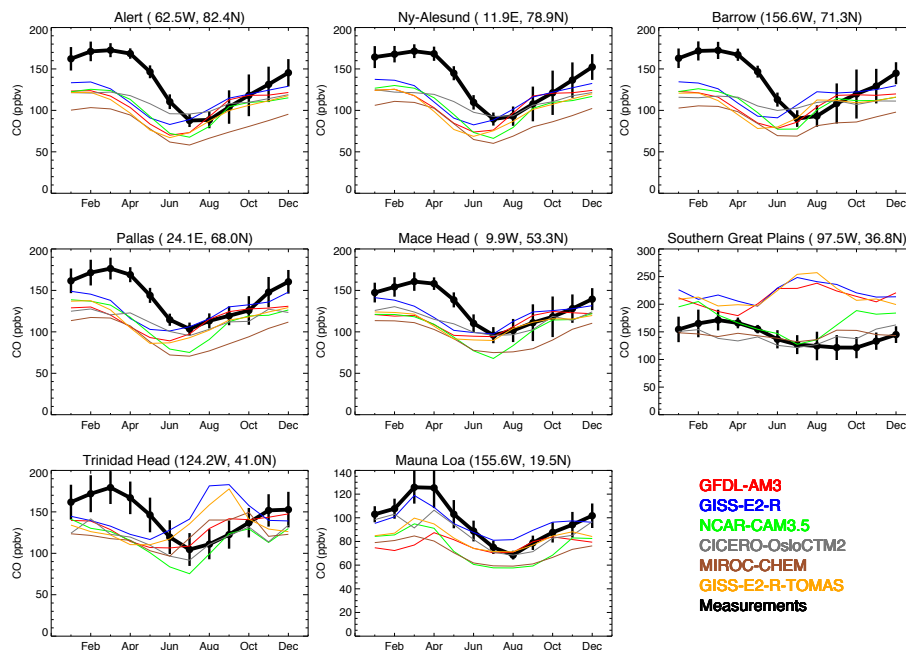 Alert ( 62.5W, 82.4N)
Ny-Alesund ( 11.9E, 78.9N)
Barrow (156.6W, 71.3N)
200
150
100
50
0
CO (ppbv)
Feb Apr Jun Aug Oct Dec
200
150
100
50
0
CO (ppbv)
Feb Apr Jun Aug Oct Dec
200
150
100
50
0
CO (ppbv)
Feb Apr Jun Aug Oct Dec
Pallas ( 24.1E, 68.0N)
Mace Head ( 9.9W, 53.3N)
Southern Great Plains ( 97.5W, 36.8N)
200
150
100
50
0
CO (ppbv)
Feb Apr Jun Aug Oct Dec
200
150
100
50
0
CO (ppbv)
Feb Apr Jun Aug Oct Dec
300
250
200
150
100
50
0
CO (ppbv)
Feb Apr Jun Aug Oct Dec
Trinidad Head (124.2W, 41.0N)
Mauna Loa (155.6W, 19.5N)
200
150
100
50
0
CO (ppbv)
Feb Apr Jun Aug Oct Dec
140
120
100
80
60
40
20
0
CO (ppbv)
Feb Apr Jun Aug Oct Dec
GFDL-AM3
GISS-E2-R
NCAR-CAM3.5
CICERO-OsloCTM2
MIROC-CHEM
GISS-E2-R-TOMAS
Measurements